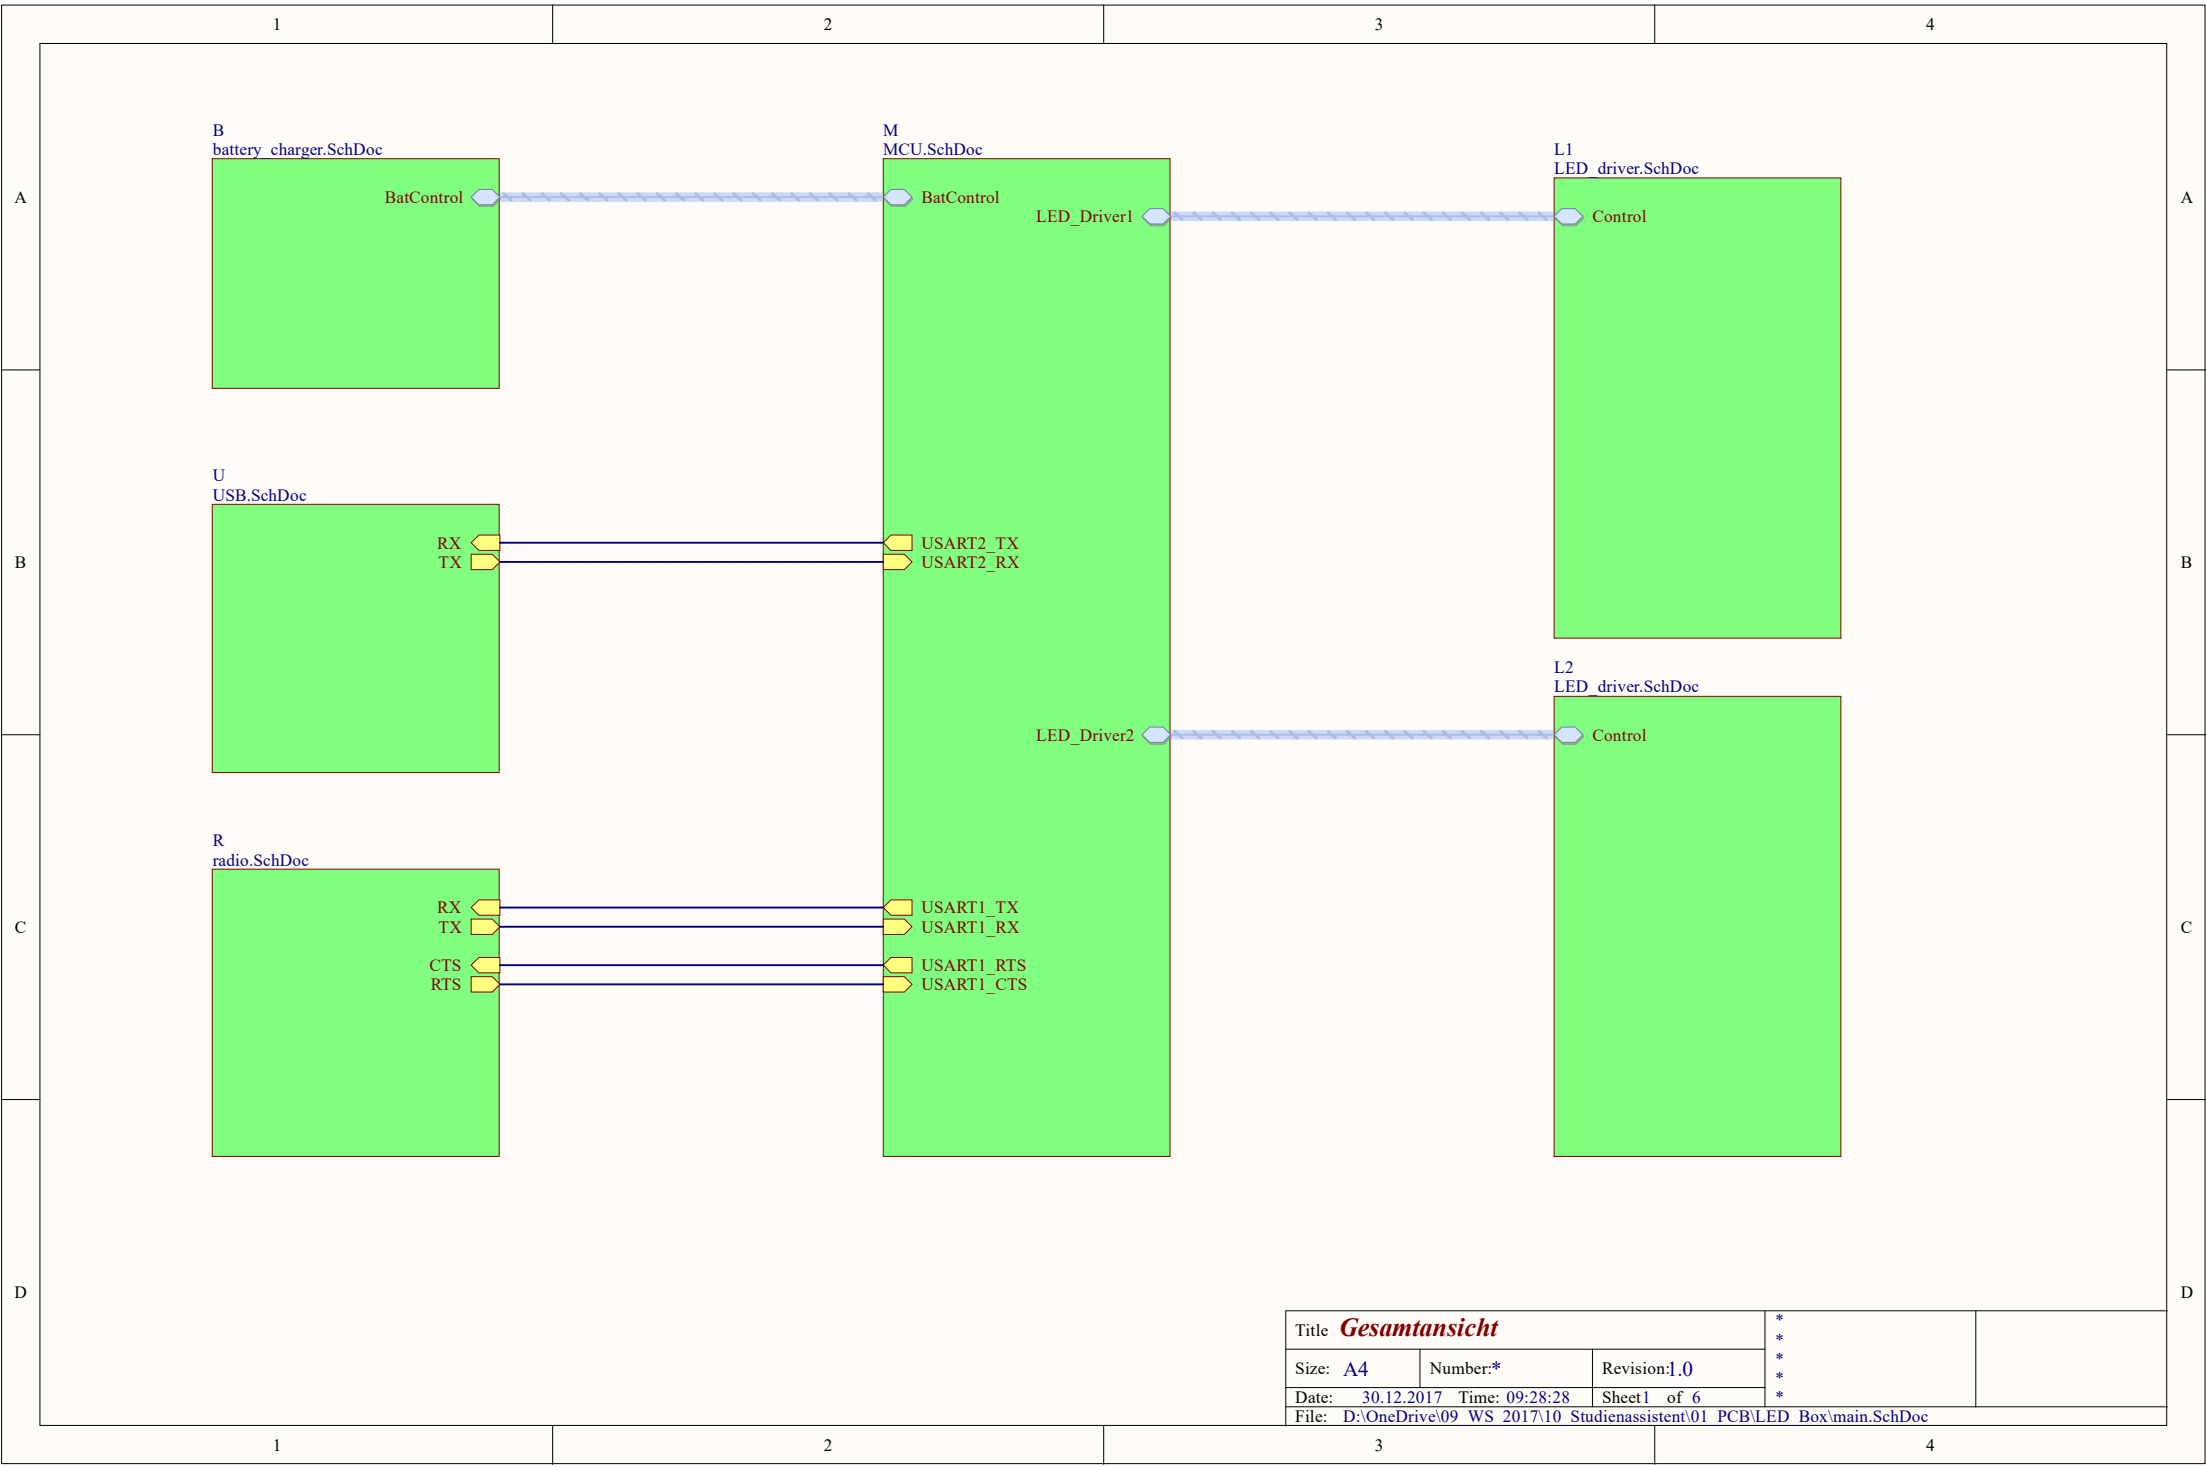 1 2 3 4
B
battery_charger.SchDoc
M
MCU.SchDoc
L1
LED_driver.SchDoc
A BatControl BatControl A
LED_Driver1 Control
U
USB.SchDoc
RX USART2_TX
B TX USART2_RX B
L2
LED_driver.SchDoc
LED_Driver2 Control
R
radio.SchDoc
RX USART1_TX
C TX USART1_RX C
CTS USART1_RTS
RTS USART1_CTS
D D
Title Gesamtansicht *
*
Size: A4 Number:* Revision:1.0 *
*
Date: 30.12.2017 Time: 09:28:28 Sheet1 of 6 *
File: D:\OneDrive\09_WS_2017\10_Studienassistent\01_PCB\LED_Box\main.SchDoc
1 2 3 4